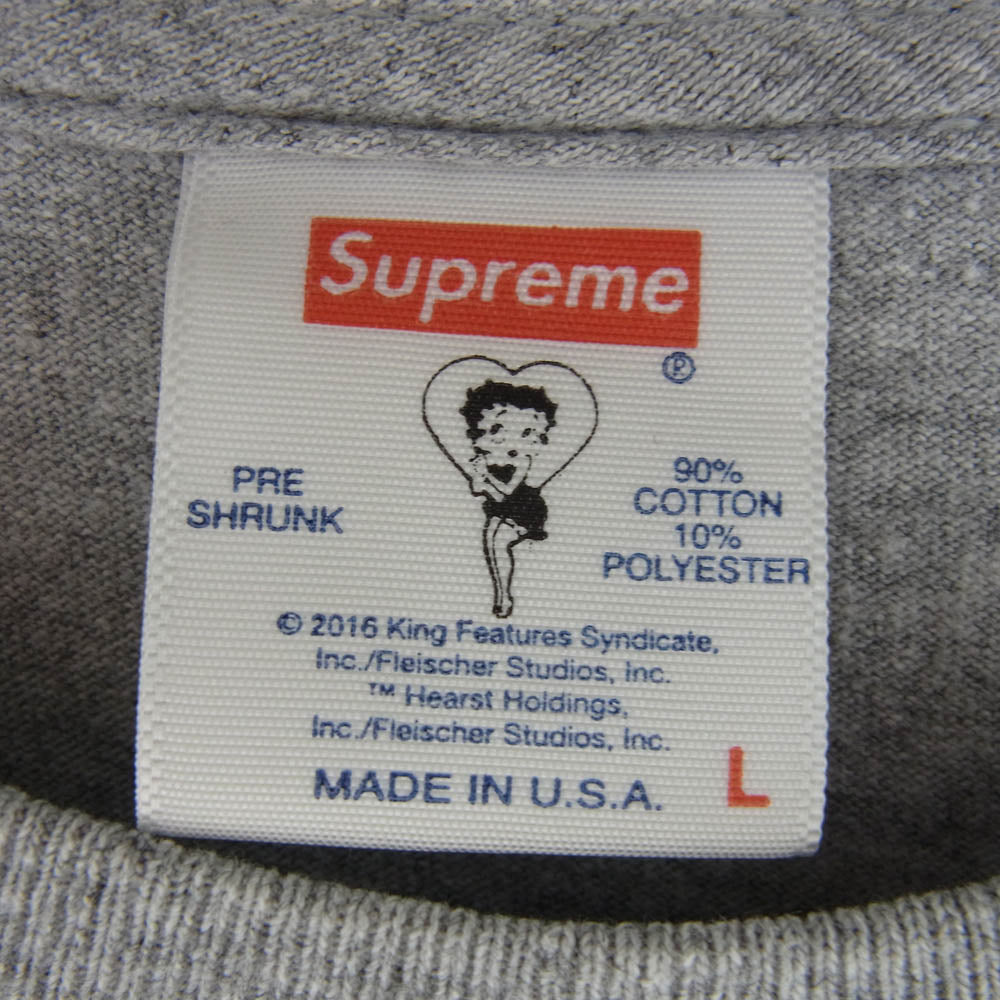 Supreme
®
PRE
SHRUNK
90%
COTTON
10%
POLYESTER
© 2016 King Features Syndicate,
Inc./Fleischer Studios, Inc.
™ Hearst Holdings,
Inc./Fleischer Studios, Inc.
MADE IN U.S.A.
L